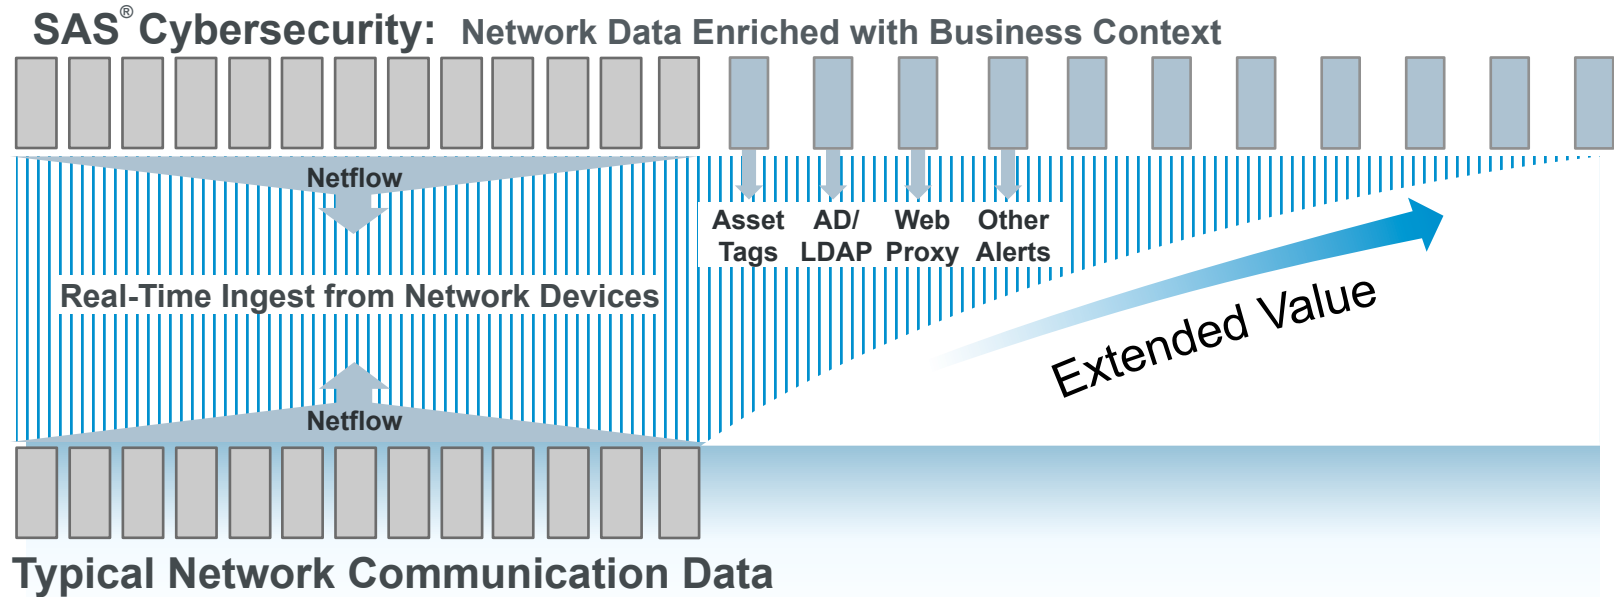 SAS® Cybersecurity: Network Data Enriched with Business Context
Netflow
Asset Tags
AD/ LDAP
Web Proxy
Other Alerts
Real-Time Ingest from Network Devices
Extended Value
Netflow
Typical Network Communication Data